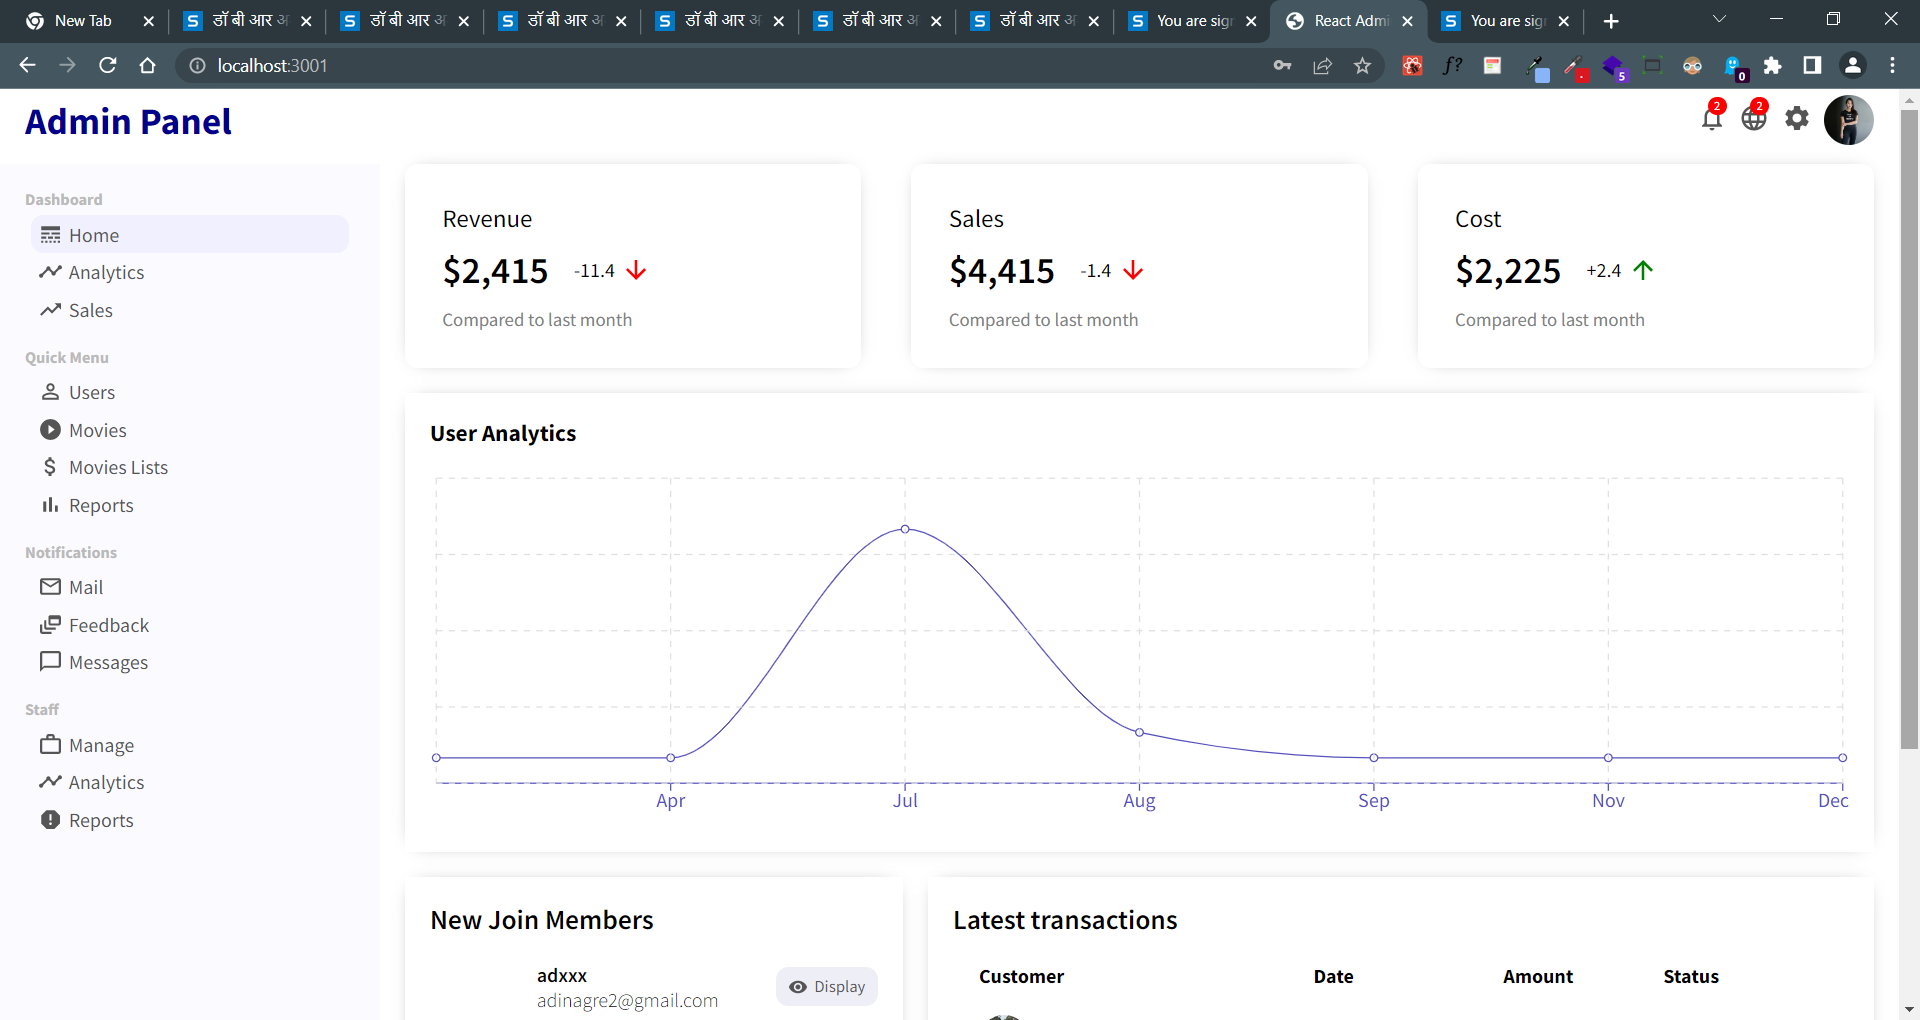 New Tab
डॉ बी आर
डॉ बी आर
डॉ बी आर
डॉ बी आर
डॉ बी आर
डॉ बी आर
You are sig
React Admi
You are sig
localhost:3001
f?
5
0
Admin Panel
2
2
Dashboard
Home
Analytics
Sales
Quick Menu
Users
Movies
Movies Lists
Reports
Notifications
Mail
Feedback
Messages
Staff
Manage
Analytics
Reports
Revenue
$2,415 -11.4
Compared to last month
Sales
$4,415 -1.4
Compared to last month
Cost
$2,225 +2.4
Compared to last month
User Analytics
Apr Jul Aug Sep Nov Dec
New Join Members
adxxx
adinagre2@gmail.com
Display
Latest transactions
Customer Date Amount Status